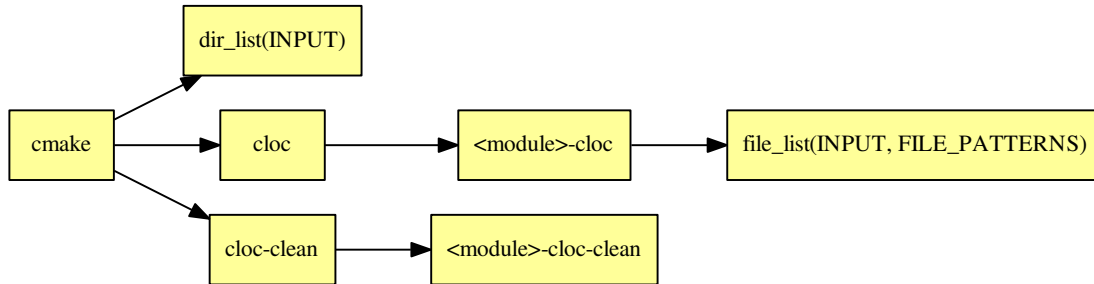 dir_list(INPUT)
cmake
cloc
<module>-cloc
file_list(INPUT, FILE_PATTERNS)
cloc-clean
<module>-cloc-clean